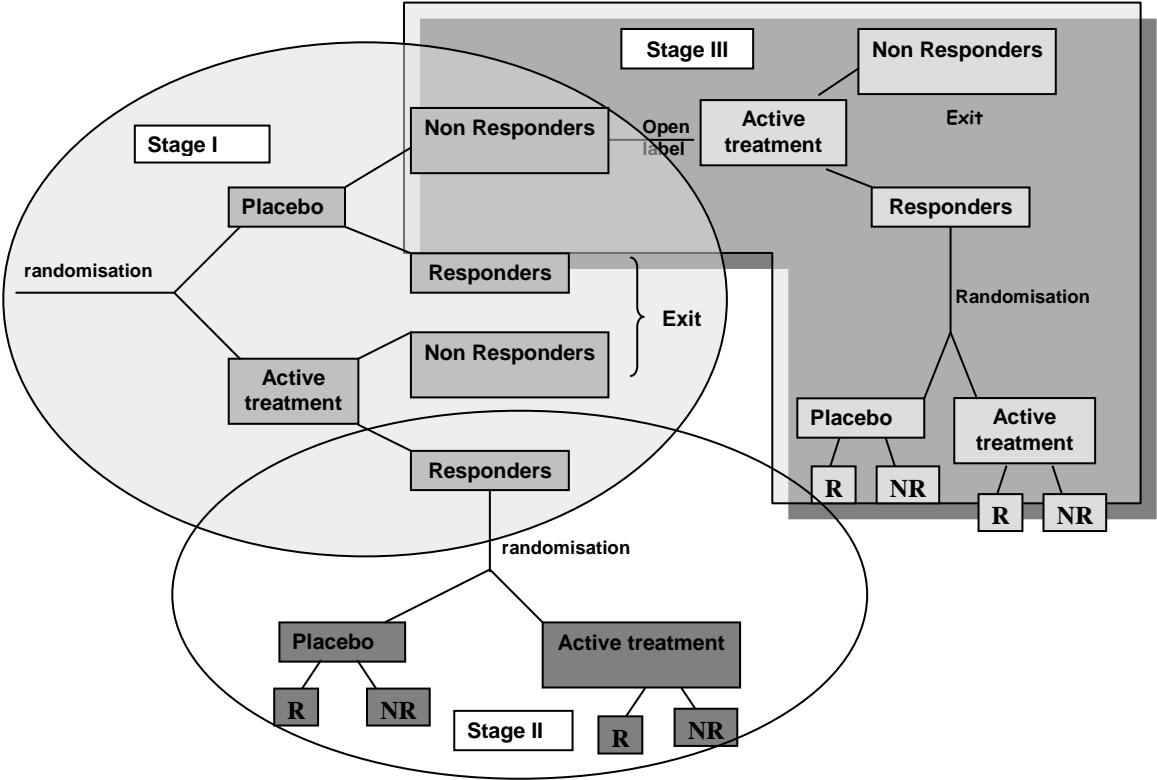 Stage III
Non Responders
Exit
Active
treatment
Open
label
Non Responders
Stage I
Placebo
Responders
randomisation
Responders
Exit
Randomisation
Non Responders
Active
treatment
Placebo
Active
treatment
R
NR
R
NR
Responders
randomisation
Placebo
Active treatment
R
NR
Stage II
R
NR